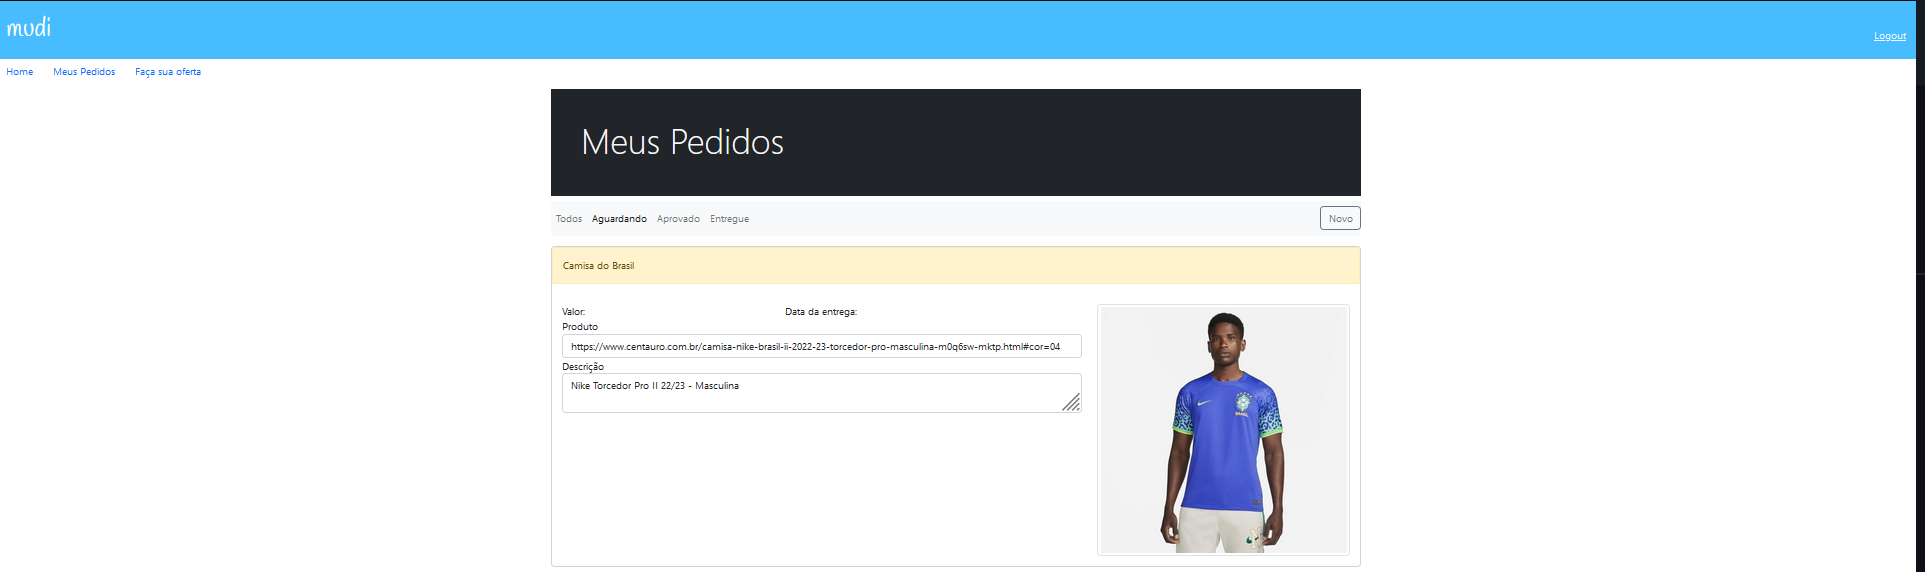 mudi
Logout
Home Meus Pedidos Faça sua oferta
Meus Pedidos
Todos Aguardando Aprovado Entregue Novo
Camisa do Brasil
Valor: Data da entrega:
Produto
https://www.centauro.com.br/camisa-nike-brasil-ii-2022-23-torcedor-pro-masculina-m0q6sw-mktp.html#cor=04
Descrição
Nike Torcedor Pro II 22/23 - Masculina
BRASIL